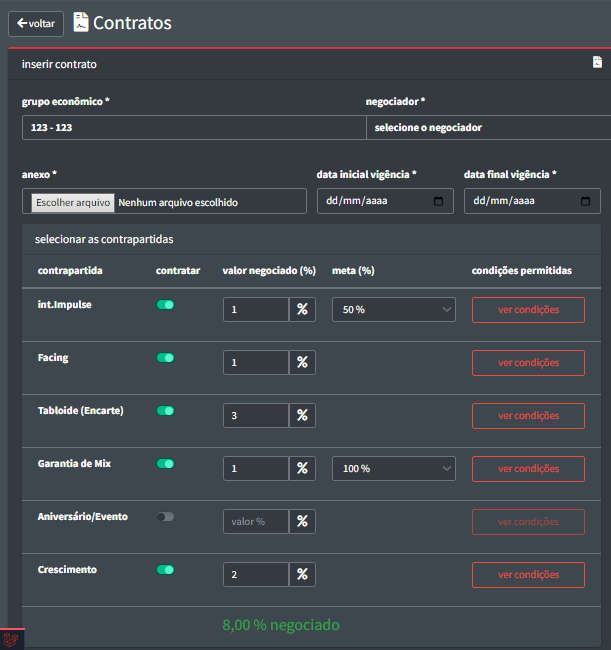 voltar Contratos
inserir contrato
grupo econômico * negociador *
123 - 123 selecione o negociador
anexo * data inicial vigência * data final vigência *
Escolher arquivo Nenhum arquivo escolhido dd/mm/aaaa dd/mm/aaaa
selecionar as contrapartidas
contrapartida contratar valor negociado (%) meta (%) condições permitidas
int.Impulse 1 % 50 % ver condições
Facing 1 % ver condições
Tabloide (Encarte) 3 % ver condições
Garantia de Mix 1 % 100 % ver condições
Aniversário/Evento valor % % ver condições
Crescimento 2 % ver condições
8,00 % negociado